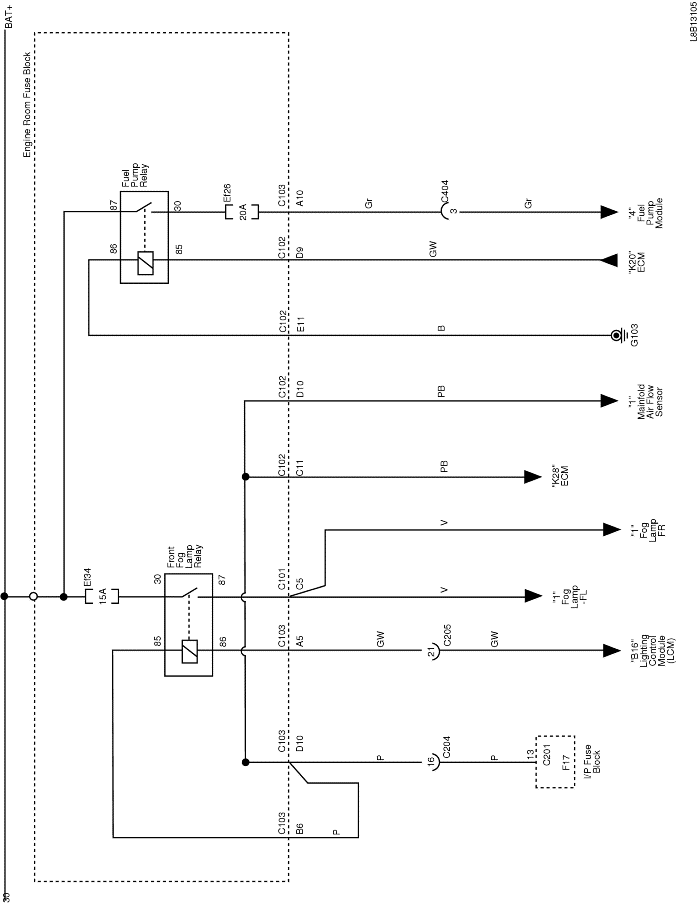 BAT+
30
L8B13105
Engine Room Fuse Block
Fuel
Pump
Relay
87
30
86
85
Ef26
20A
C103
A10
Gr
C404
3
Gr
"4"
Fuel
Pump
Module
C102
D9
GW
"K20"
ECM
C102
E11
B
G103
C102
D10
PB
"1"
Mainfold
Air Flow
Sensor
C102
C11
PB
"K28"
ECM
Ef34
15A
Front
Fog
Lamp
Relay
30
87
85
86
C101
C5
V
"1"
Fog
Lamp
FR
V
"1"
Fog
Lamp
-FL
C103
A5
GW
21
C205
GW
"B16"
Lighting
Control
Module
(LCM)
C103
D10
P
16
C204
P
13
C201
F17
I/P Fuse
Block
C103
B6
P